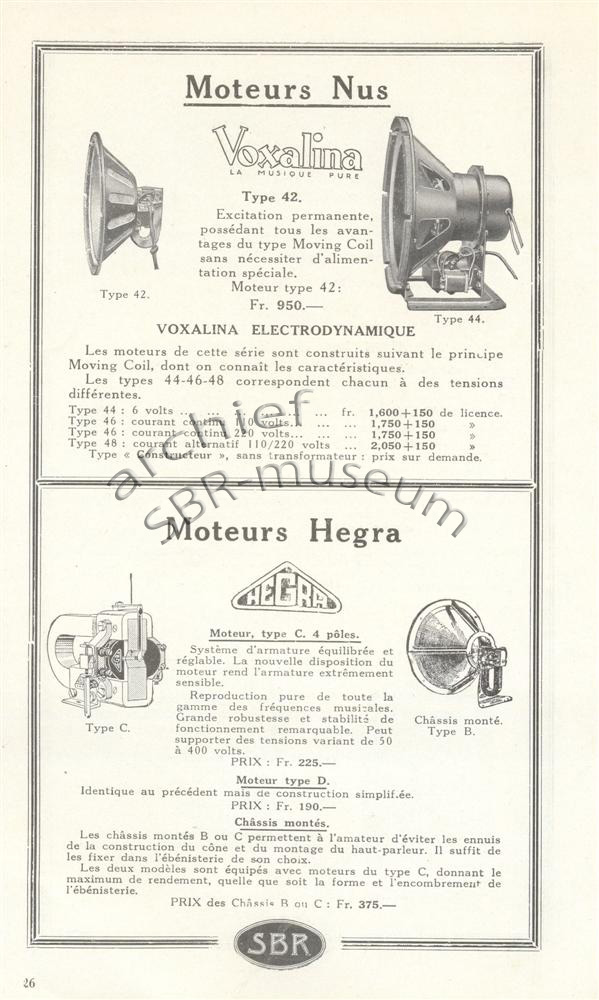 Moteurs Nus
Voxalina
LA MUSIQUE PURE
Type 42.
Excitation permanente,
possédant tous les avan-
tages du type Moving Coil
sans nécessiter d'alimen-
tation spéciale.
Moteur type 42:
Fr. 950.—
Type 42.
Type 44.
VOXALINA ELECTRODYNAMIQUE
Les moteurs de cette série sont construits suivant le principe
Moving Coil, dont on connaît les caractéristiques.
Les types 44-46-48 correspondent chacun à des tensions
différentes.
Type 44 : 6 volts ... ... ... ... ... ... fr. 1,600+150 de licence.
Type 46 : courant continu 110 volts... ... ... 1,750+150 »
Type 46 : courant continu 220 volts... ... ... 1,750+150 »
Type 48 : courant alternatif 110/220 volts ... 2,050+150 »
Type « Constructeur », sans transformateur : prix sur demande.
archief
SBR-museum
Moteurs Hegra
HEGRA
Moteur, type C. 4 pôles.
Système d'armature équilibrée et
réglable. La nouvelle disposition du
moteur rend l'armature extrêmement
sensible.
Reproduction pure de toute la
gamme des fréquences musicales.
Grande robustesse et stabilité de
fonctionnement remarquable. Peut
supporter des tensions variant de 50
à 400 volts.
PRIX : Fr. 225.—
HEGRA
Type C.
Châssis monté.
Type B.
Moteur type D.
Identique au précédent mais de construction simplifiée.
PRIX : Fr. 190.—
Châssis montés.
Les châssis montés B ou C permettent à l'amateur d'éviter les ennuis
de la construction du cône et du montage du haut-parleur. Il suffit de
les fixer dans l'ébénisterie de son choix.
Les deux modèles sont équipés avec moteurs du type C, donnant le
maximum de rendement, quelle que soit la forme et l'encombrement de
l'ébénisterie.
PRIX des Châssis B ou C : Fr. 375.—
SBR
26